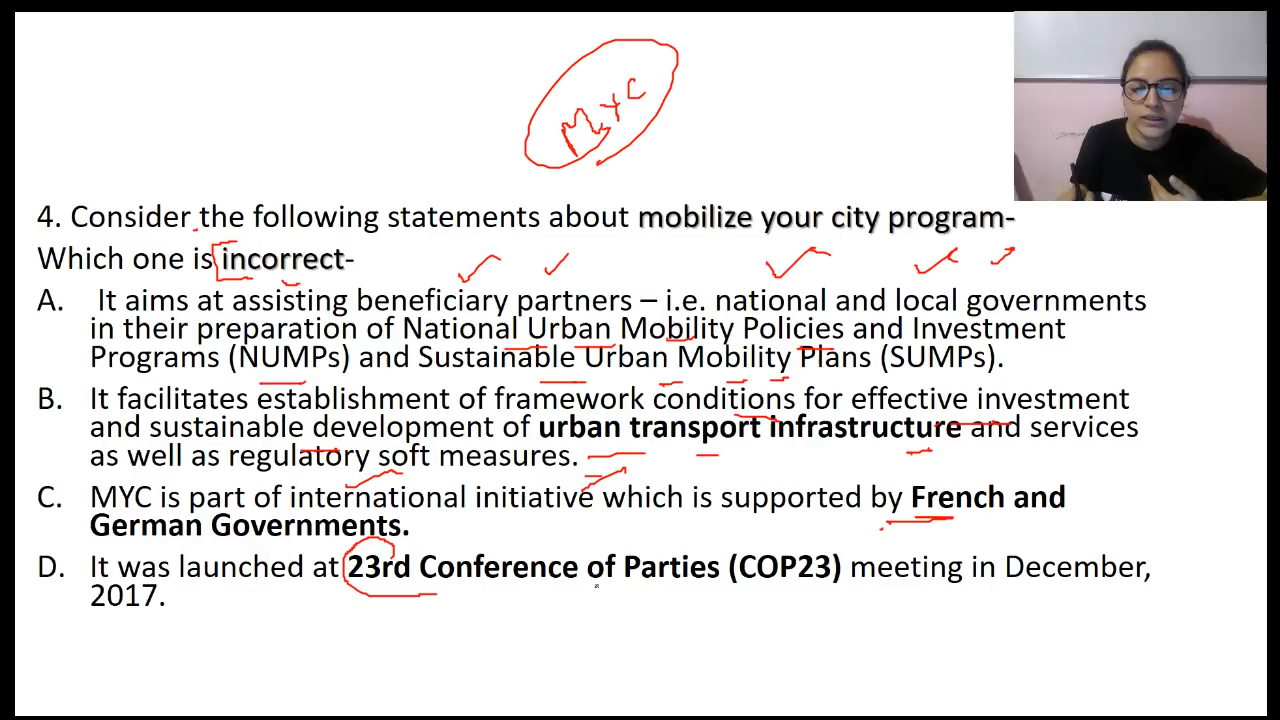 MYC
4. Consider the following statements about mobilize your city program-
Which one is incorrect-
A. It aims at assisting beneficiary partners – i.e. national and local governments
in their preparation of National Urban Mobility Policies and Investment
Programs (NUMPs) and Sustainable Urban Mobility Plans (SUMPs).
B. It facilitates establishment of framework conditions for effective investment
and sustainable development of urban transport infrastructure and services
as well as regulatory soft measures.
C. MYC is part of international initiative which is supported by French and
German Governments.
D. It was launched at 23rd Conference of Parties (COP23) meeting in December,
2017.